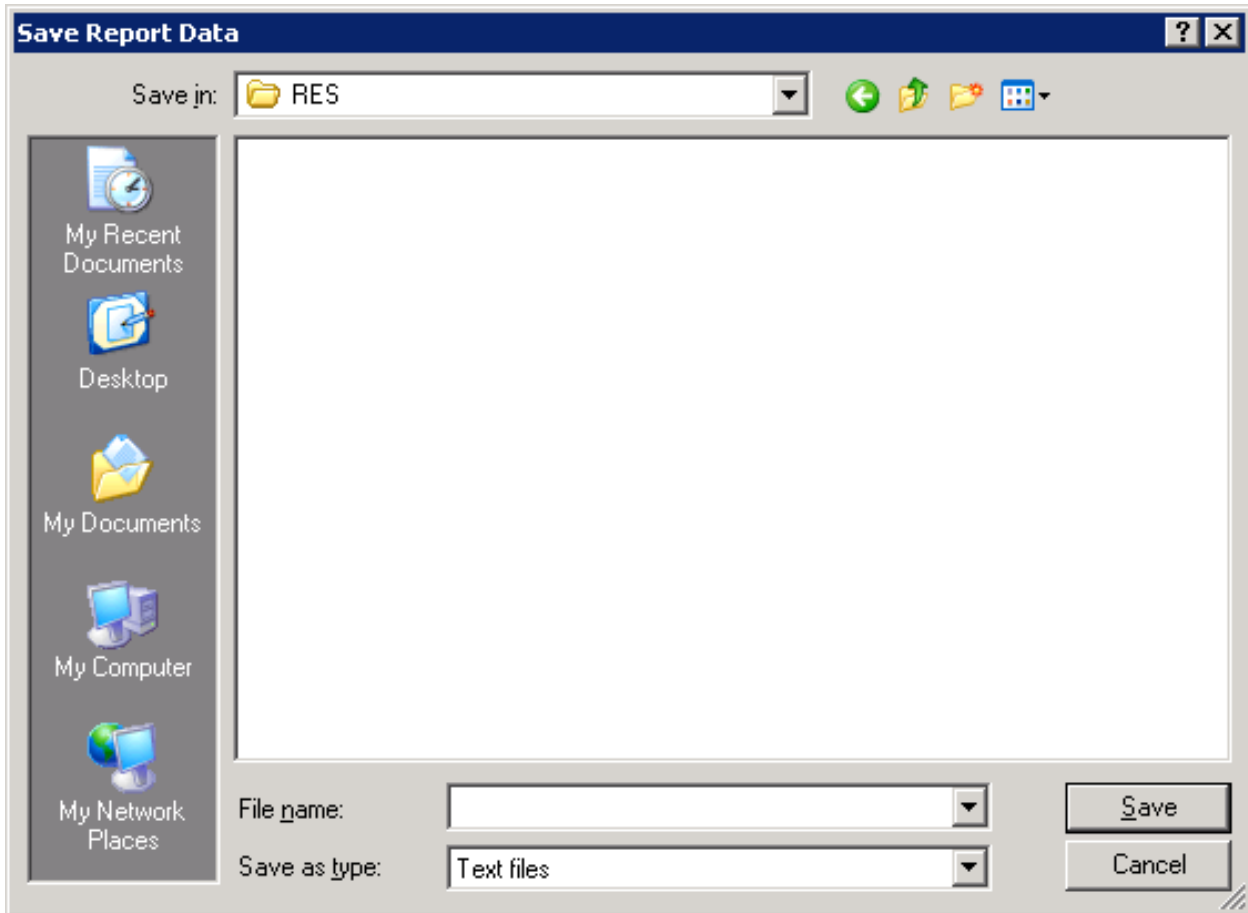 Save Report Data
Save in:
RES
My Recent
Documents
Desktop
My Documents
My Computer
My Network
Places
File name:
Save
Save as type:
Text files
Cancel